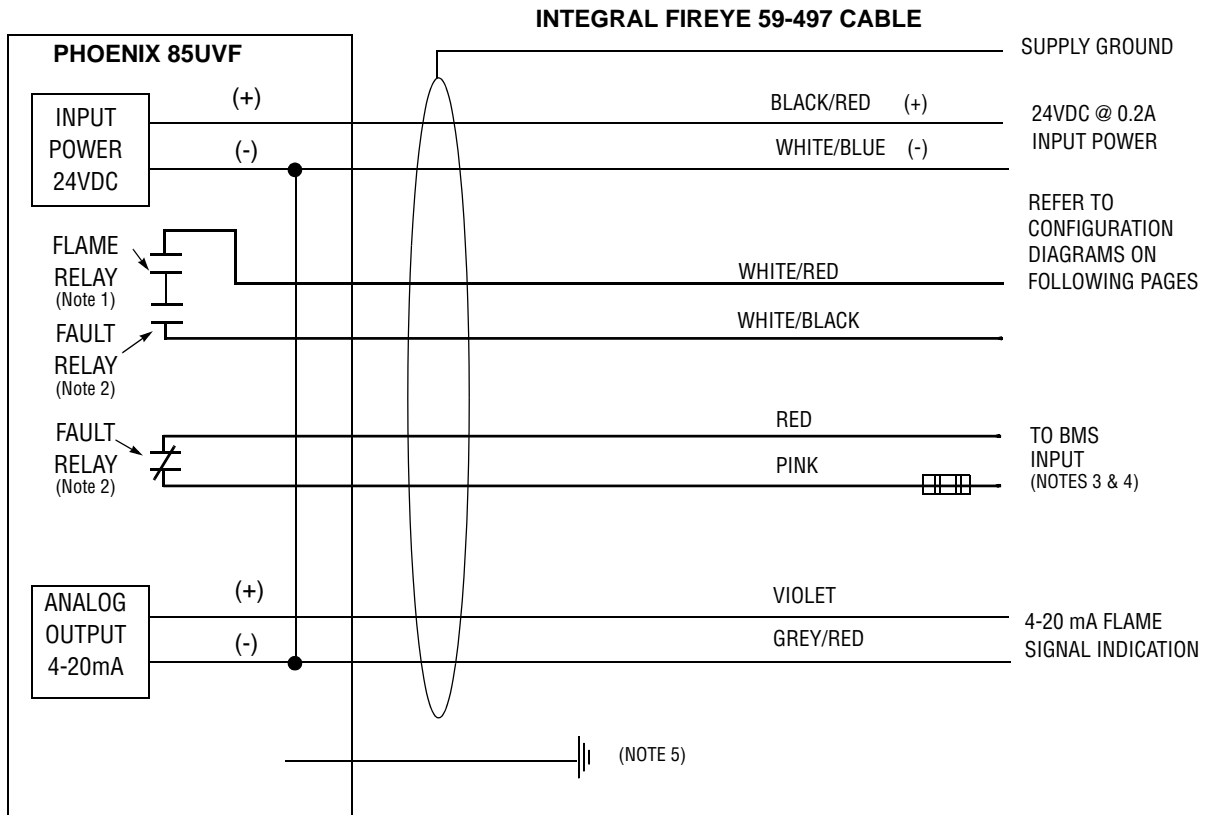 INTEGRAL FIREYE 59-497 CABLE
PHOENIX 85UVF
SUPPLY GROUND
INPUT
POWER
24VDC
(+)
(-)
BLACK/RED (+)
WHITE/BLUE (-)
24VDC @ 0.2A
INPUT POWER
FLAME
RELAY
(Note 1)
FAULT
RELAY
(Note 2)
WHITE/RED
WHITE/BLACK
REFER TO
CONFIGURATION
DIAGRAMS ON
FOLLOWING PAGES
FAULT
RELAY
(Note 2)
RED
PINK
TO BMS
INPUT
(NOTES 3 & 4)
ANALOG
OUTPUT
4-20mA
(+)
(-)
VIOLET
GREY/RED
4-20 mA FLAME
SIGNAL INDICATION
(NOTE 5)